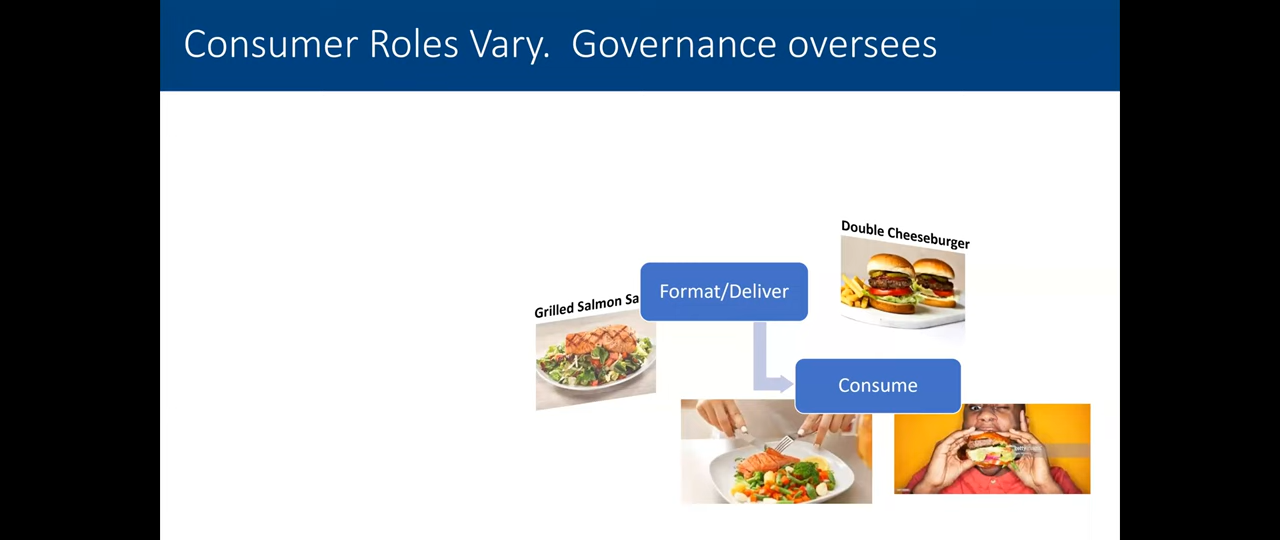 Consumer Roles Vary.  Governance oversees
Double Cheeseburger
Format/Deliver
Grilled Salmon Sa
Consume